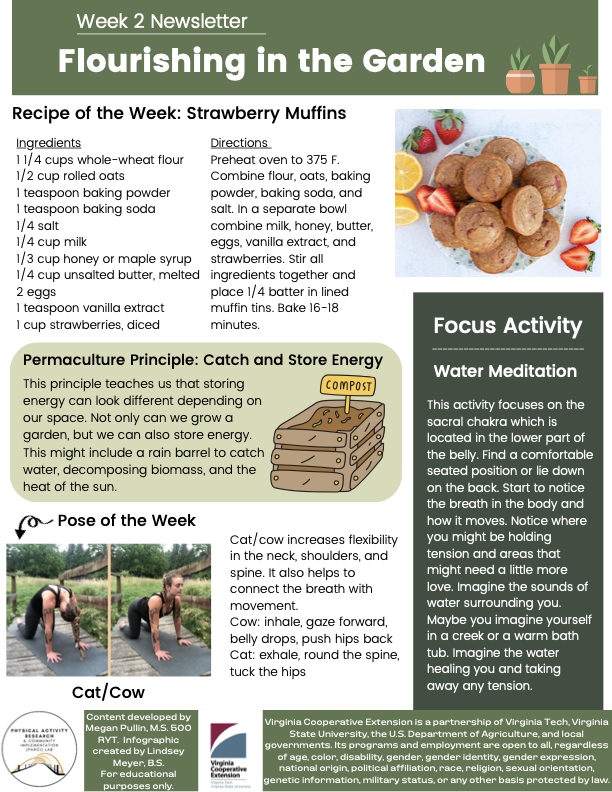 Week 2 Newsletter
Flourishing in the Garden
Recipe of the Week: Strawberry Muffins
Ingredients
1 1/4 cups whole-wheat flour
1/2 cup rolled oats
1 teaspoon baking powder
1 teaspoon baking soda
1/4 salt
1/4 cup milk
1/3 cup honey or maple syrup
1/4 cup unsalted butter, melted
2 eggs
1 teaspoon vanilla extract
1 cup strawberries, diced
Directions
Preheat oven to 375 F.
Combine flour, oats, baking
powder, baking soda, and
salt. In a separate bowl
combine milk, honey, butter,
eggs, vanilla extract, and
strawberries. Stir all
ingredients together and
place 1/4 batter in lined
muffin tins. Bake 16-18
minutes.
Permaculture Principle: Catch and Store Energy
This principle teaches us that storing
energy can look different depending on
our space. Not only can we grow a
garden, but we can also store energy.
This might include a rain barrel to catch
water, decomposing biomass, and the
heat of the sun.
COMPOST
Pose of the Week
Cat/Cow
Cat/cow increases flexibility
in the neck, shoulders, and
spine. It also helps to
connect the breath with
movement.
Cow: inhale, gaze forward,
belly drops, push hips back
Cat: exhale, round the spine,
tuck the hips
Focus Activity
Water Meditation
This activity focuses on the
sacral chakra which is
located in the lower part of
the belly. Find a comfortable
seated position or lie down
on the back. Start to notice
the breath in the body and
how it moves. Notice where
you might be holding
tension and areas that
might need a little more
love. Imagine the sounds of
water surrounding you.
Maybe you imagine yourself
in a creek or a warm bath
tub. Imagine the water
healing you and taking
away any tension.
PHYSICAL ACTIVITY
RESEARCH
& COMMUNITY
IMPLEMENTATION
(PARCI) LAB
Content developed by
Megan Pullin, M.S. 500
RYT. Infographic
created by Lindsey
Meyer, B.S.
For educational
purposes only.
Virginia
Cooperative
Extension
Virginia Cooperative Extension is a partnership of Virginia Tech, Virginia
State University, the U.S. Department of Agriculture, and local
governments. Its programs and employment are open to all, regardless
of age, color, disability, gender, gender identity, gender expression,
national origin, political affiliation, race, religion, sexual orientation,
genetic information, military status, or any other basis protected by law.